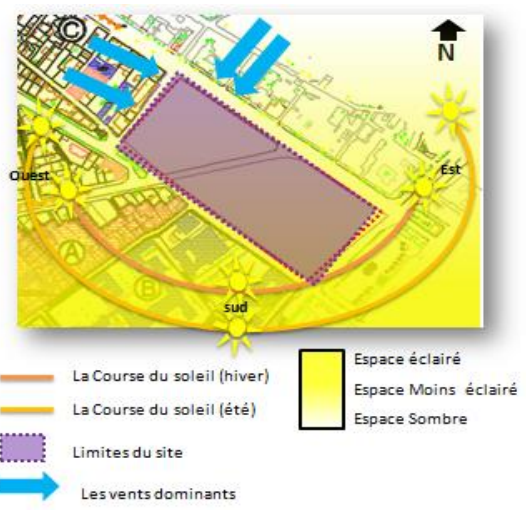 ©
N
Ouest
Est
A
B
sud
La Course du soleil (hiver)
La Course du soleil (été)
Limites du site
Les vents dominants
Espace éclairé
Espace Moins éclairé
Espace Sombre